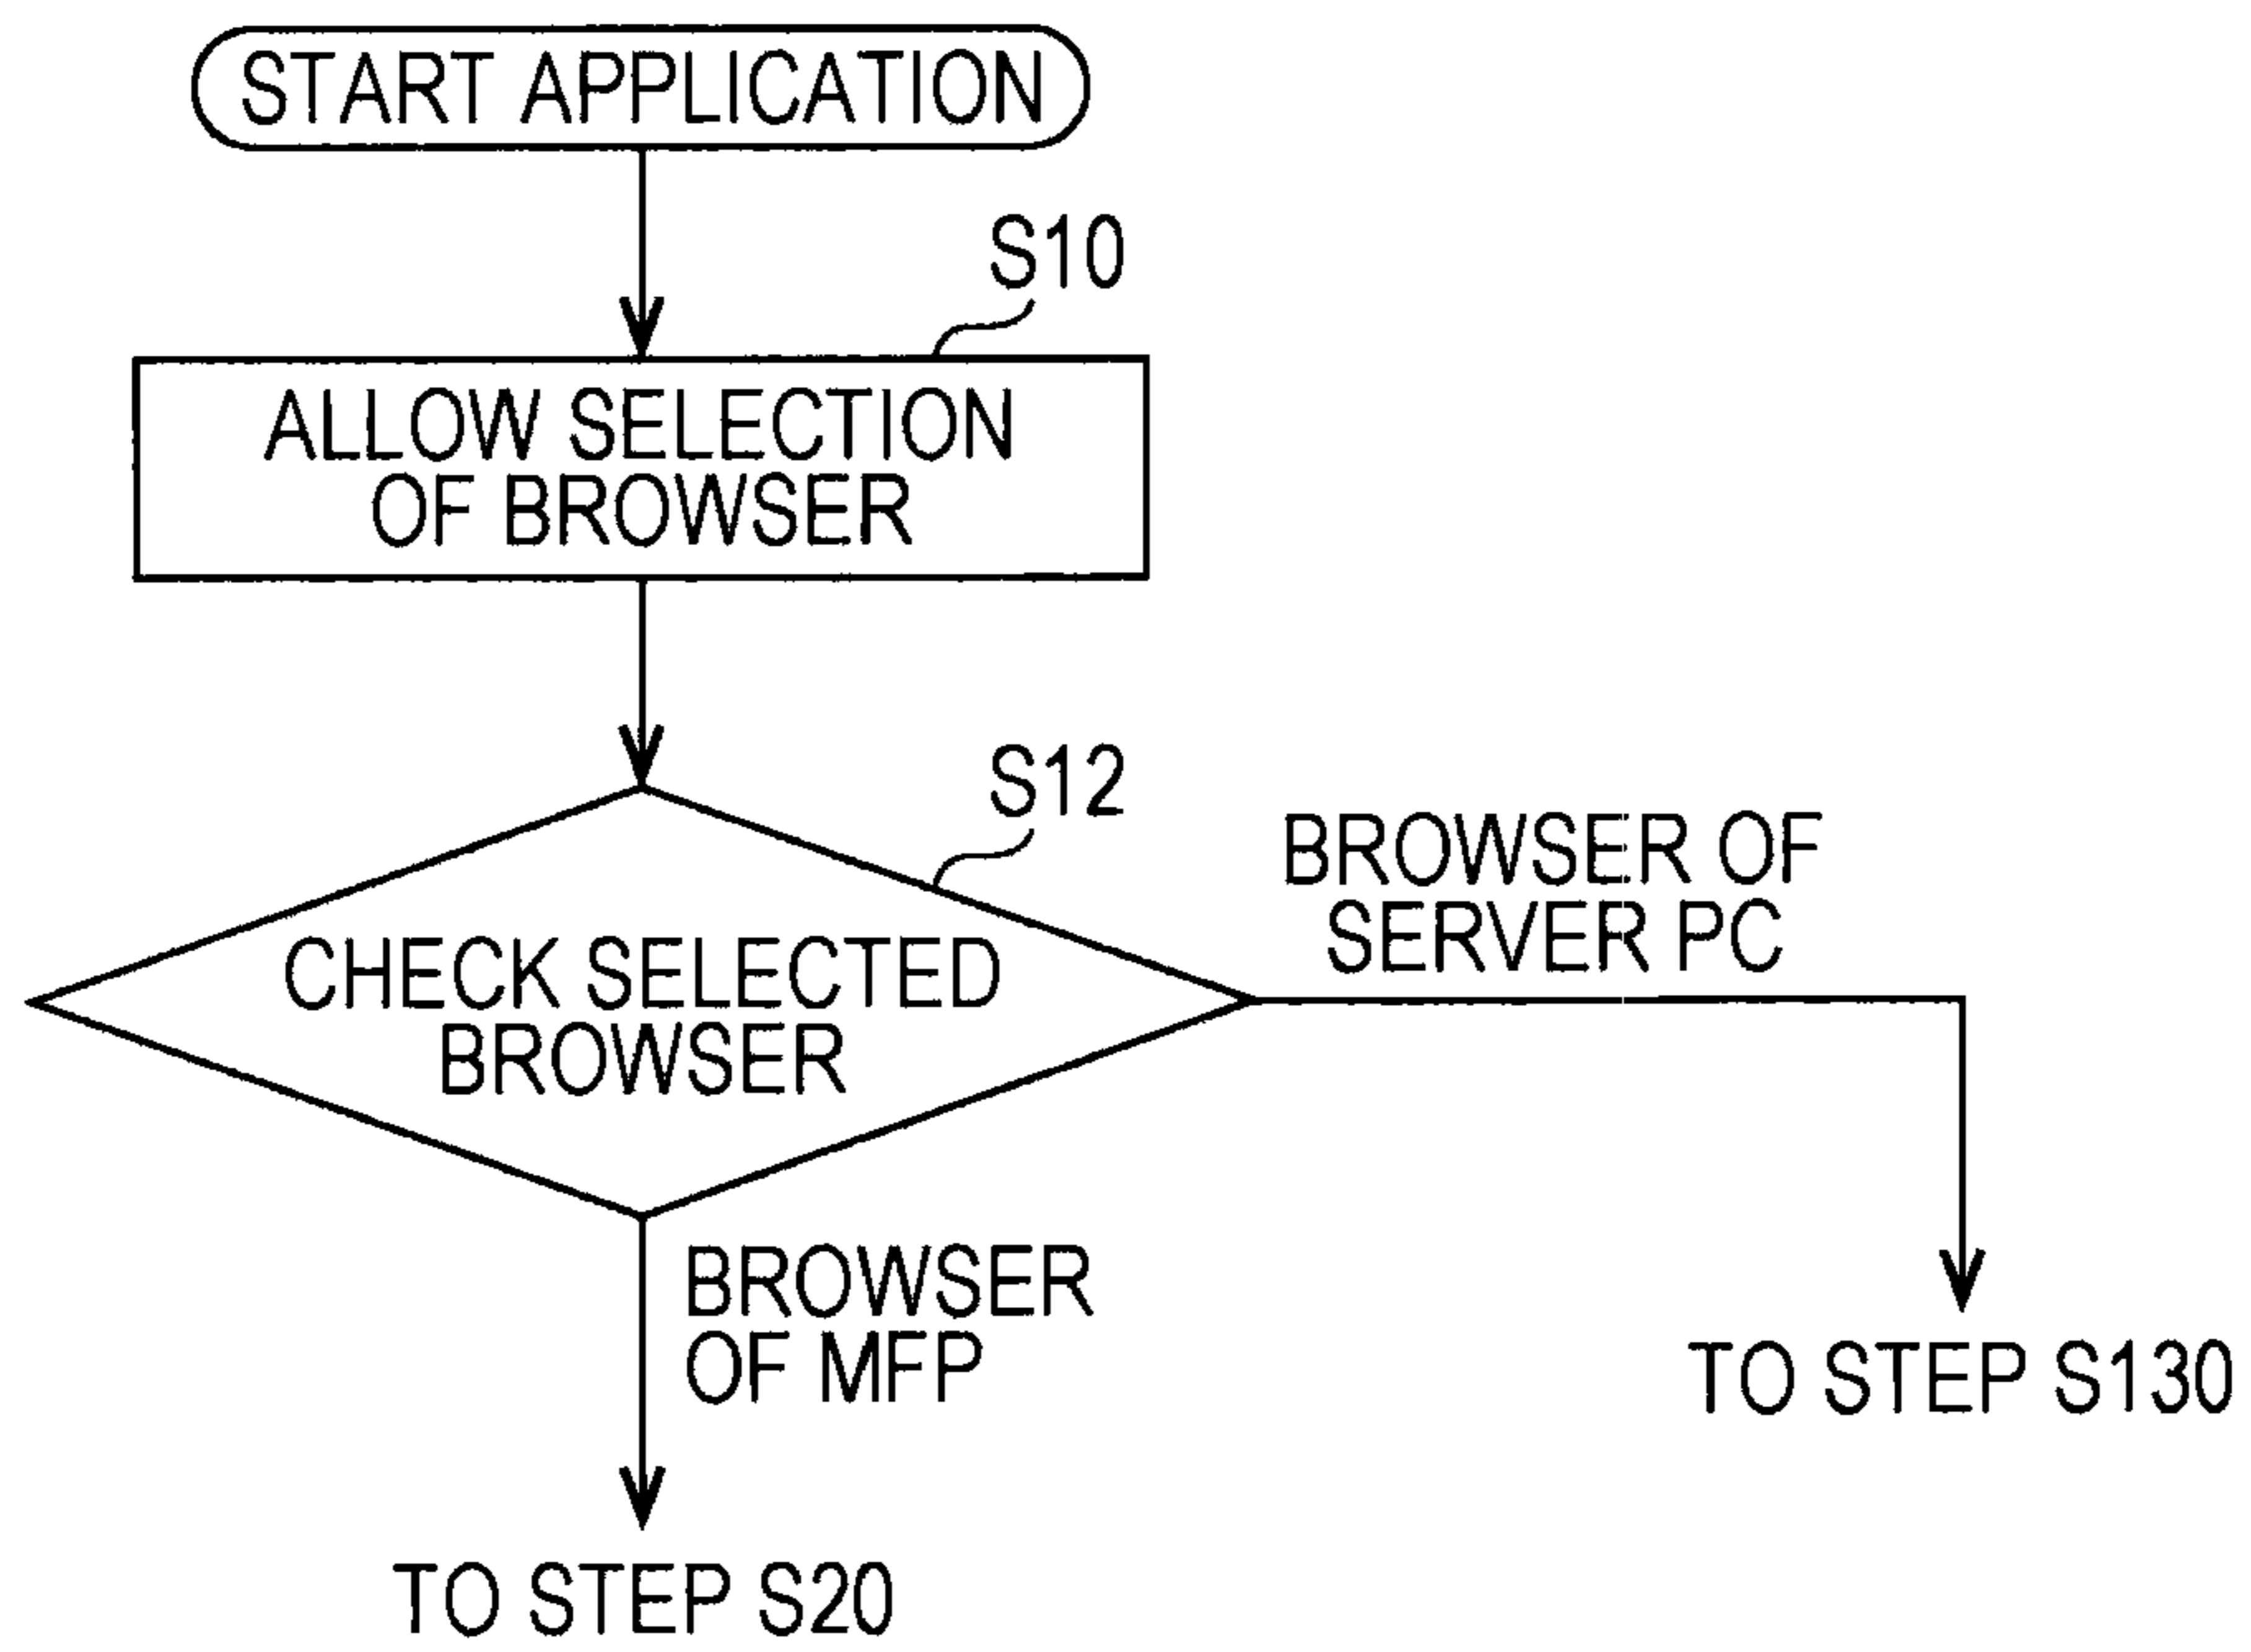 START APPLICATION
S10
ALLOW SELECTION
OF BROWSER
S12
CHECK SELECTED
BROWSER
BROWSER OF
SERVER PC
BROWSER
OF MFP
TO STEP S130
TO STEP S20